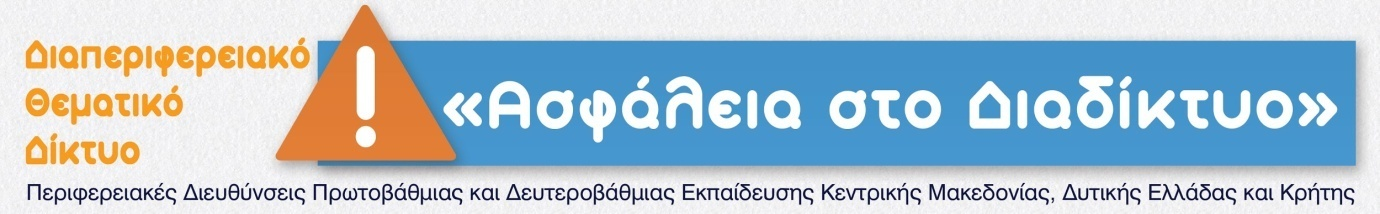 Διαπεριφερειακό
Θεματικό
Δίκτυο
!
«Ασφάλεια στο Διαδίκτυο»
Περιφερειακές Διευθύνσεις Πρωτοβάθμιας και Δευτεροβάθμιας Εκπαίδευσης Κεντρικής Μακεδονίας, Δυτικής Ελλάδας και Κρήτης